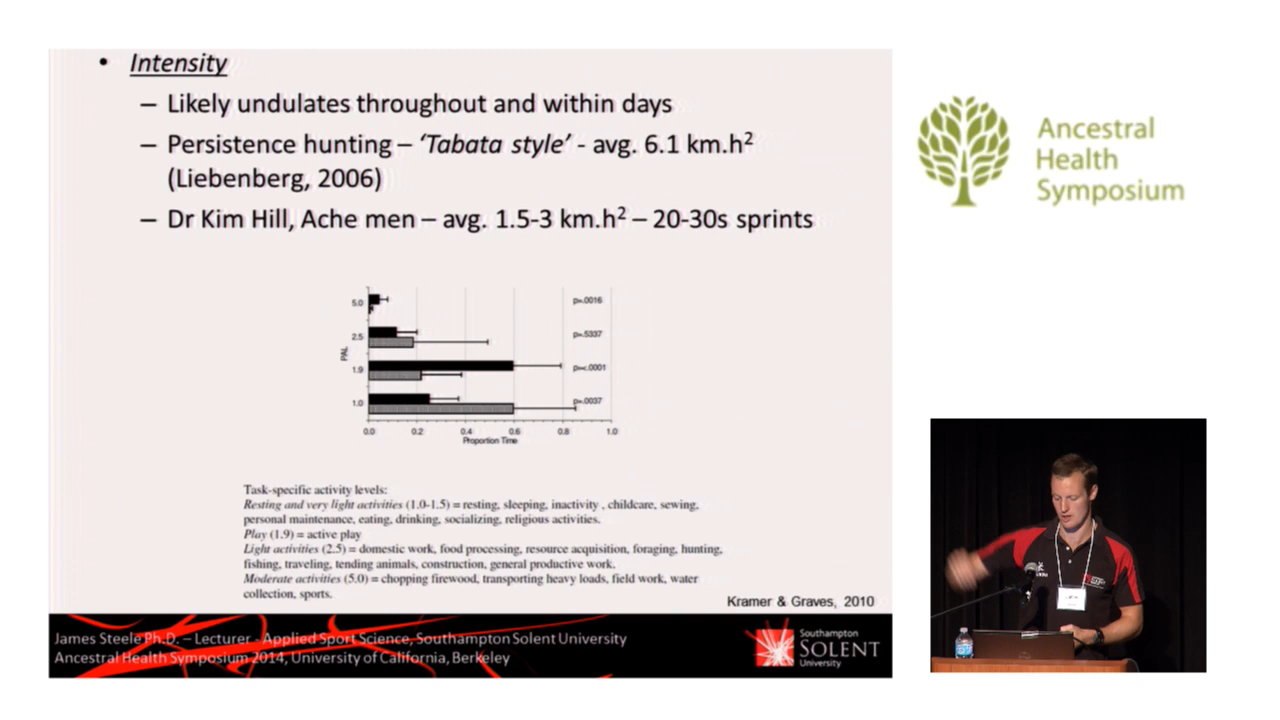 • Intensity
– Likely undulates throughout and within days
– Persistence hunting – ‘Tabata style’ - avg. 6.1 km.h²
(Liebenberg, 2006)
– Dr Kim Hill, Ache men – avg. 1.5-3 km.h² – 20-30s sprints
Ancestral
Health
Symposium
5.0
p=.0016
2.5
p=.5337
PAL
1.9
p=<.0001
1.0
p=.0037
0.0 0.2 0.4 0.6 0.8 1.0
Proportion Time
Task-specific activity levels:
Resting and very light activities (1.0-1.5) = resting, sleeping, inactivity , childcare, sewing,
personal maintenance, eating, drinking, socializing, religious activities.
Play (1.9) = active play
Light activities (2.5) = domestic work, food processing, resource acquisition, foraging, hunting,
fishing, traveling, tending animals, construction, general productive work.
Moderate activities (5.0) = chopping firewood, transporting heavy loads, field work, water
collection, sports.
Kramer & Graves, 2010
James Steele Ph.D. – Lecturer - Applied Sport Science, Southampton Solent University
Ancestral Health Symposium 2014, University of California, Berkeley
Southampton
SOLENT
University